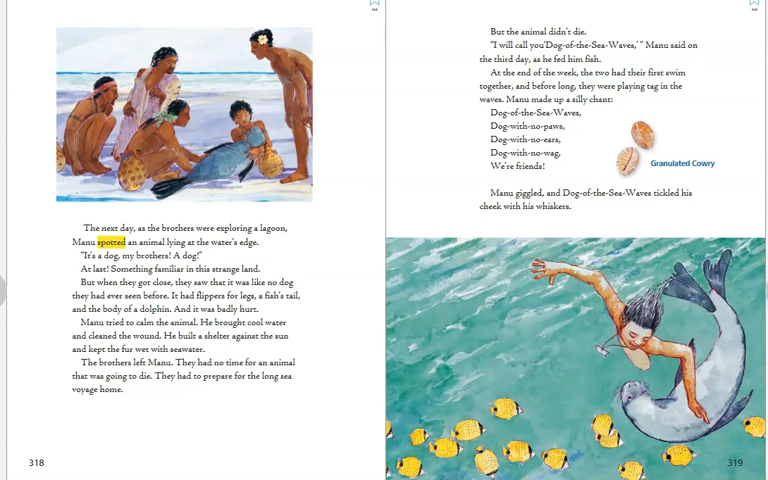 The next day, as the brothers were exploring a lagoon,
Manu spotted an animal lying at the water's edge.
"It's a dog, my brothers! A dog!"
At last! Something familiar in this strange land.
But when they got close, they saw that it was like no dog
they had ever seen before. It had flippers for legs, a fish's tail,
and the body of a dolphin. And it was badly hurt.
Manu tried to calm the animal. He brought cool water
and cleaned the wound. He built a shelter against the sun
and kept the fur wet with seawater.
The brothers left Manu. They had no time for an animal
that was going to die. They had to prepare for the long sea
voyage home.
318
But the animal didn't die.
"I will call you 'Dog-of-the-Sea-Waves,'" Manu said on
the third day, as he fed him fish.
At the end of the week, the two had their first swim
together, and before long, they were playing tag in the
waves. Manu made up a silly chant:
Dog-of-the-Sea-Waves,
Dog-with-no-paws,
Dog-with-no-ears,
Dog-with-no-wag,
We're friends!
Granulated Cowry
Manu giggled, and Dog-of-the-Sea-Waves tickled his
cheek with his whiskers.
319